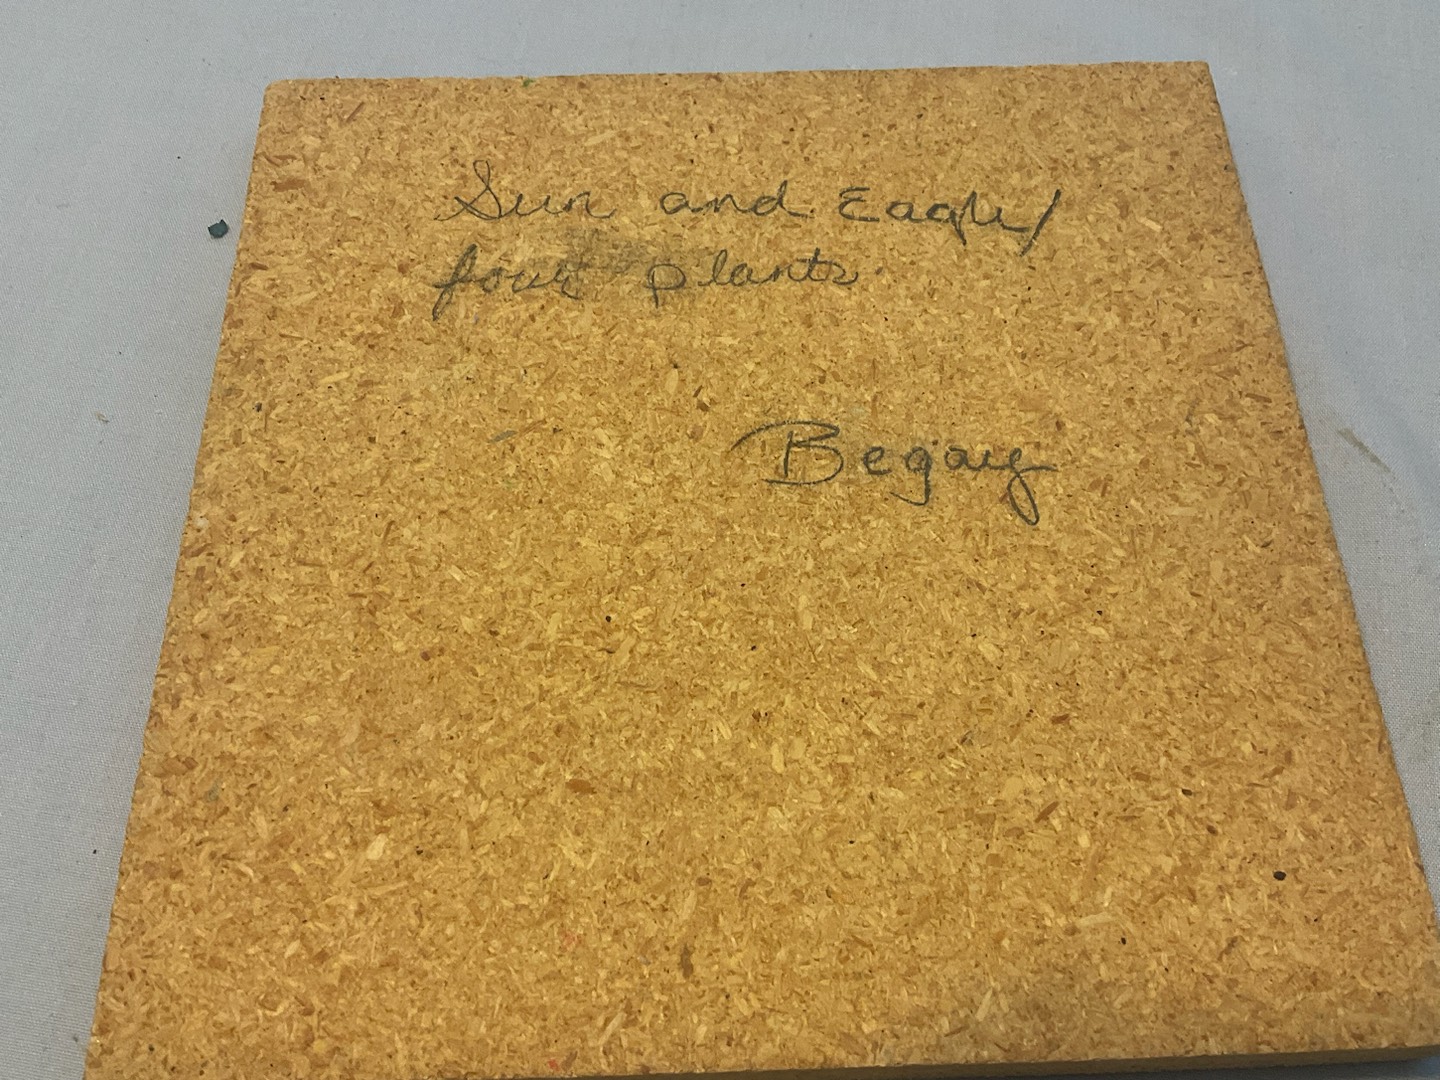 Sun and Eagle/
four plants
Begay